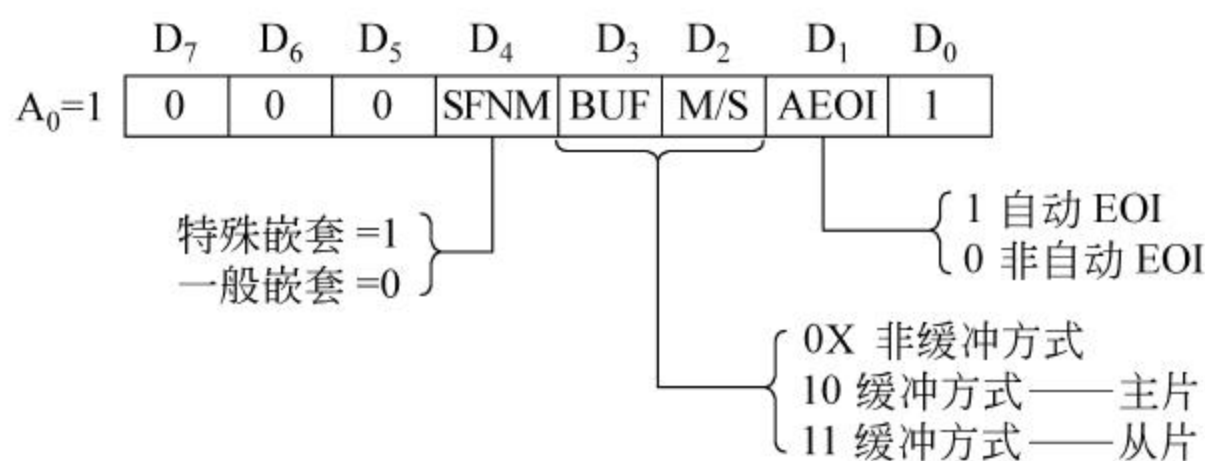 D₇ D₆ D₅ D₄ D₃ D₂ D₁ D₀
A₀=1 0 0 0 SFNM BUF M/S AEOI 1
特殊嵌套 =1
一般嵌套 =0
1 自动 EOI
0 非自动 EOI
0X 非缓冲方式
10 缓冲方式——主片
11 缓冲方式——从片